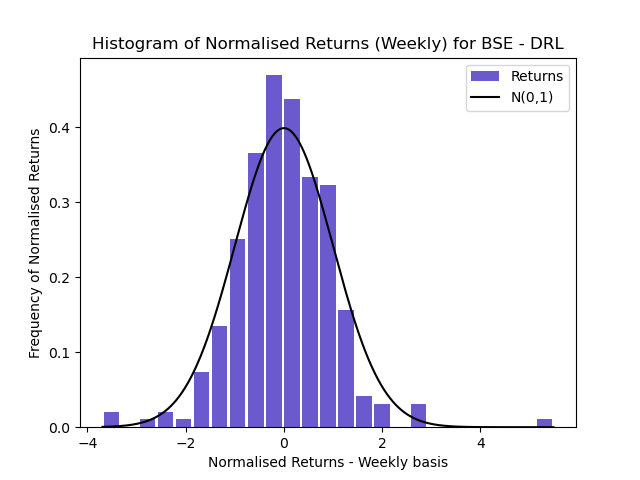 Histogram of Normalised Returns (Weekly) for BSE - DRL
Returns
N(0,1)
Frequency of Normalised Returns
0.4
0.3
0.2
0.1
0.0
−4
−2
0
2
4
Normalised Returns - Weekly basis